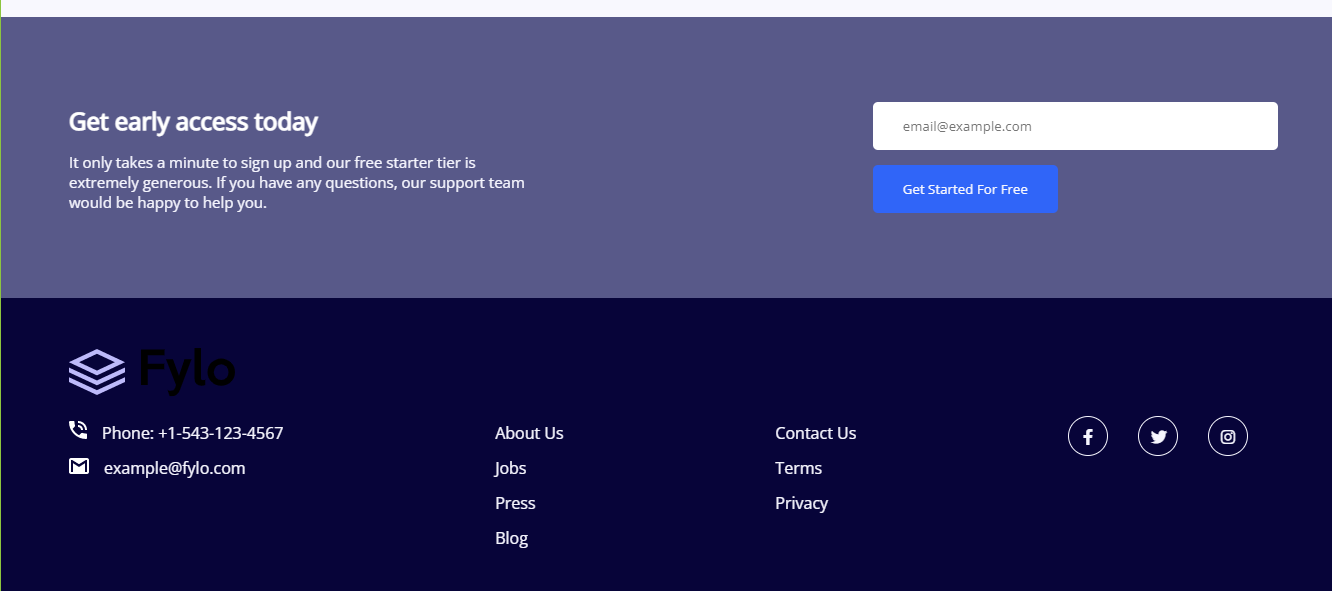 Get early access today
It only takes a minute to sign up and our free starter tier is
extremely generous. If you have any questions, our support team
would be happy to help you.
email@example.com
Get Started For Free
Fylo
Phone: +1-543-123-4567
example@fylo.com
About Us
Jobs
Press
Blog
Contact Us
Terms
Privacy